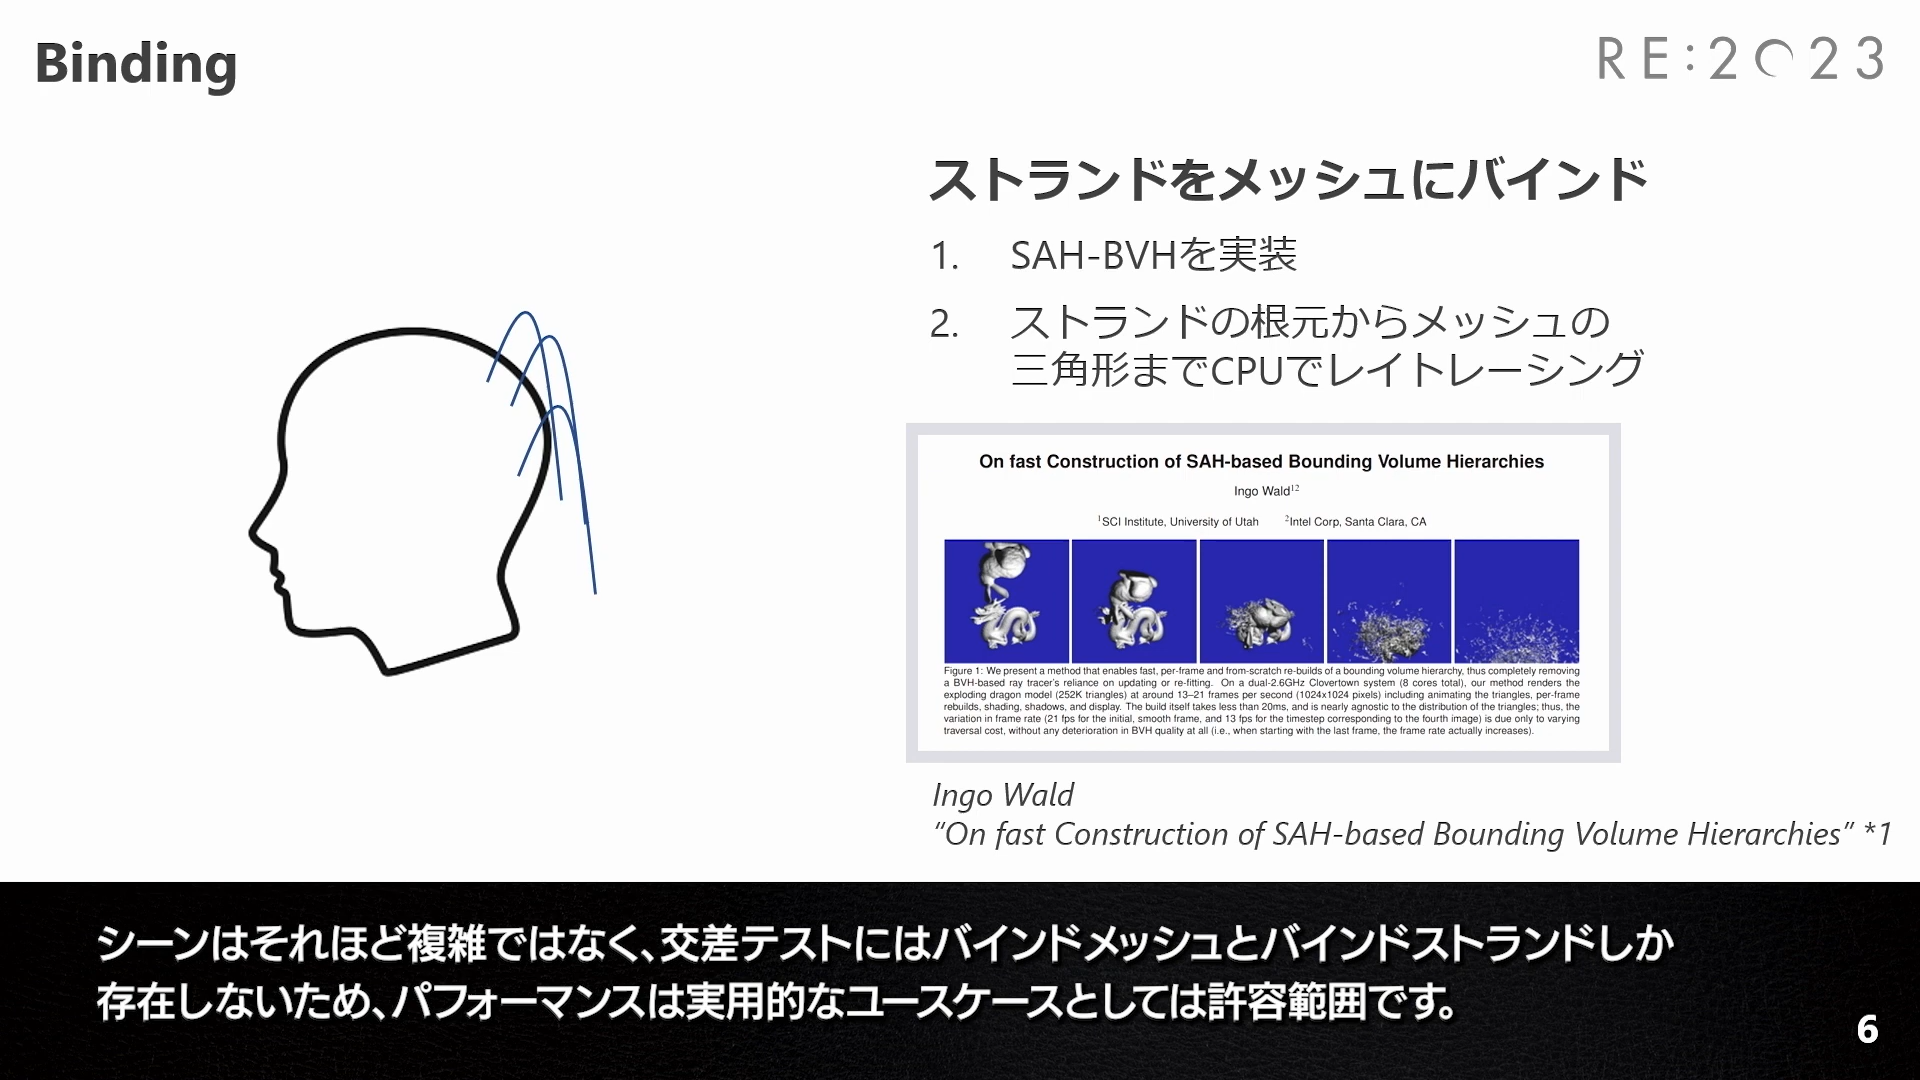 Binding
RE:2023
ストランドをメッシュにバインド
1. SAH-BVHを実装
2. ストランドの根元からメッシュの
三角形までCPUでレイトレーシング
On fast Construction of SAH-based Bounding Volume Hierarchies
Ingo Wald12
1SCI Institute, University of Utah 2Intel Corp, Santa Clara, CA
Figure 1: We present a method that enables fast, per-frame and from-scratch re-builds of a bounding volume hierarchy, thus completely removing
a BVH-based ray tracer's reliance on updating or re-fitting. On a dual-2.6GHz Clovertown system (8 cores total), our method renders the
exploding dragon model (252K triangles) at around 13–21 frames per second (1024x1024 pixels) including animating the triangles, per-frame
rebuilds, shading, shadows, and display. The build itself takes less than 20ms, and is nearly agnostic to the distribution of the triangles; thus, the
variation in frame rate (21 fps for the initial, smooth frame, and 13 fps for the timestep corresponding to the fourth image) is due only to varying
traversal cost, without any deterioration in BVH quality at all (i.e., when starting with the last frame, the frame rate actually increases).
Ingo Wald
“On fast Construction of SAH-based Bounding Volume Hierarchies” *1
シーンはそれほど複雑ではなく、交差テストにはバインドメッシュとバインドストランドしか
存在しないため、パフォーマンスは実用的なユースケースとしては許容範囲です。
6